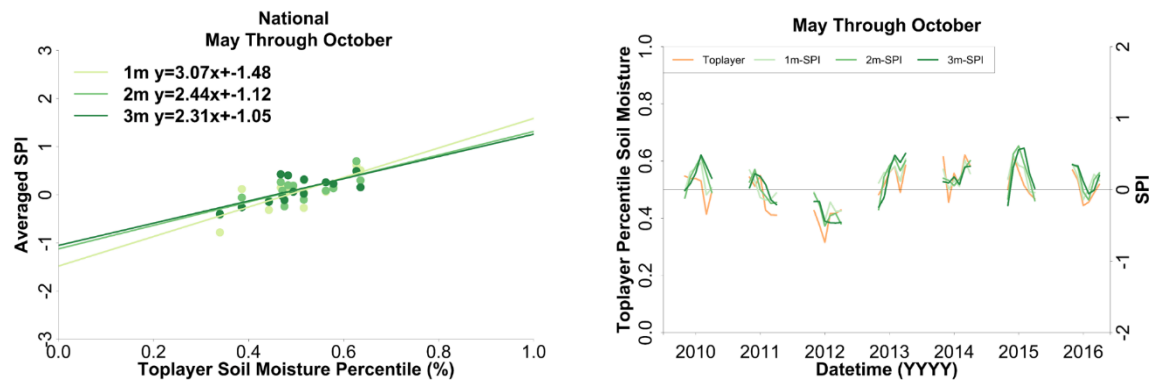 National
May Through October
3
2
1
0
-1
-2
-3
Averaged SPI
1m y=3.07x+-1.48
2m y=2.44x+-1.12
3m y=2.31x+-1.05
0.0 0.2 0.4 0.6 0.8 1.0
Toplayer Soil Moisture Percentile (%)
May Through October
Toplayer 1m-SPI 2m-SPI 3m-SPI
1.0
0.8
0.6
0.4
0.2
0.0
Toplayer Percentile Soil Moisture
2
1
0
-1
-2
SPI
2010 2011 2012 2013 2014 2015 2016
Datetime (YYYY)